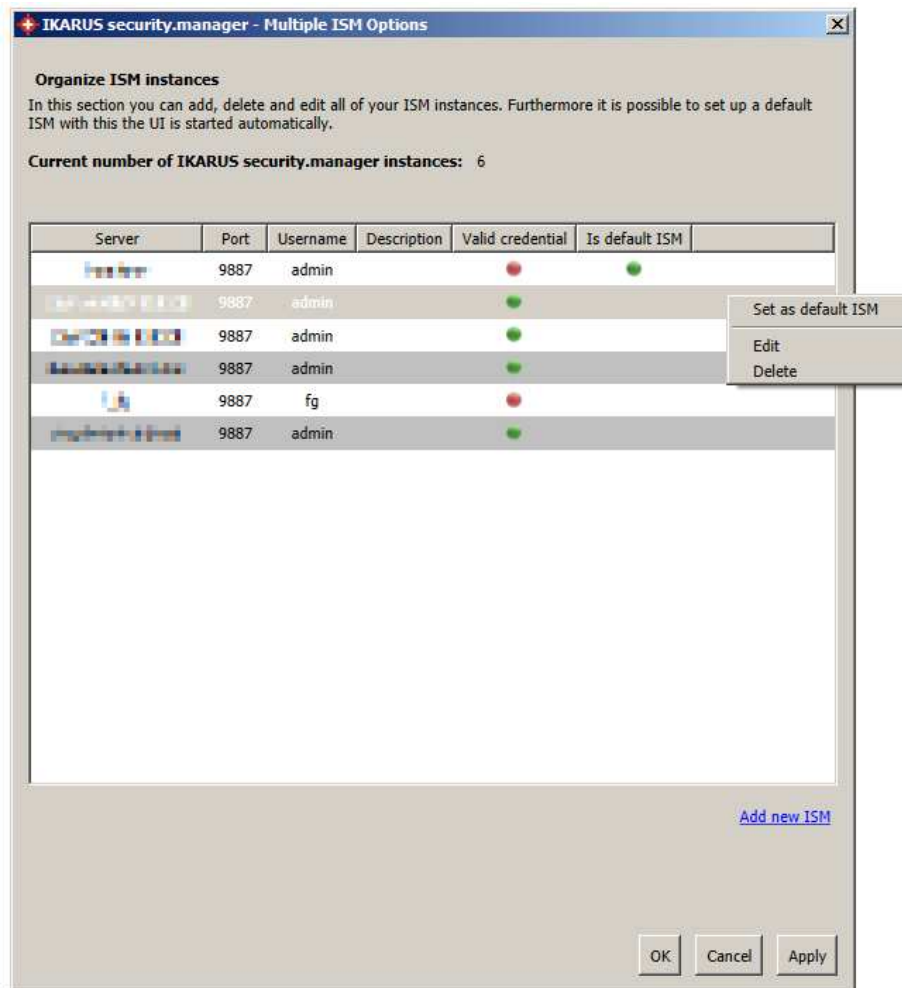 IKARUS security.manager - Multiple ISM Options
Organize ISM instances
In this section you can add, delete and edit all of your ISM instances. Furthermore it is possible to set up a default
ISM with this the UI is started automatically.
Current number of IKARUS security.manager instances: 6
Server Port Username Description Valid credential Is default ISM
9887 admin
9887 admin
Set as default ISM
9887 admin
Edit
9887 admin
Delete
9887 fg
9887 admin
Add new ISM
OK Cancel Apply